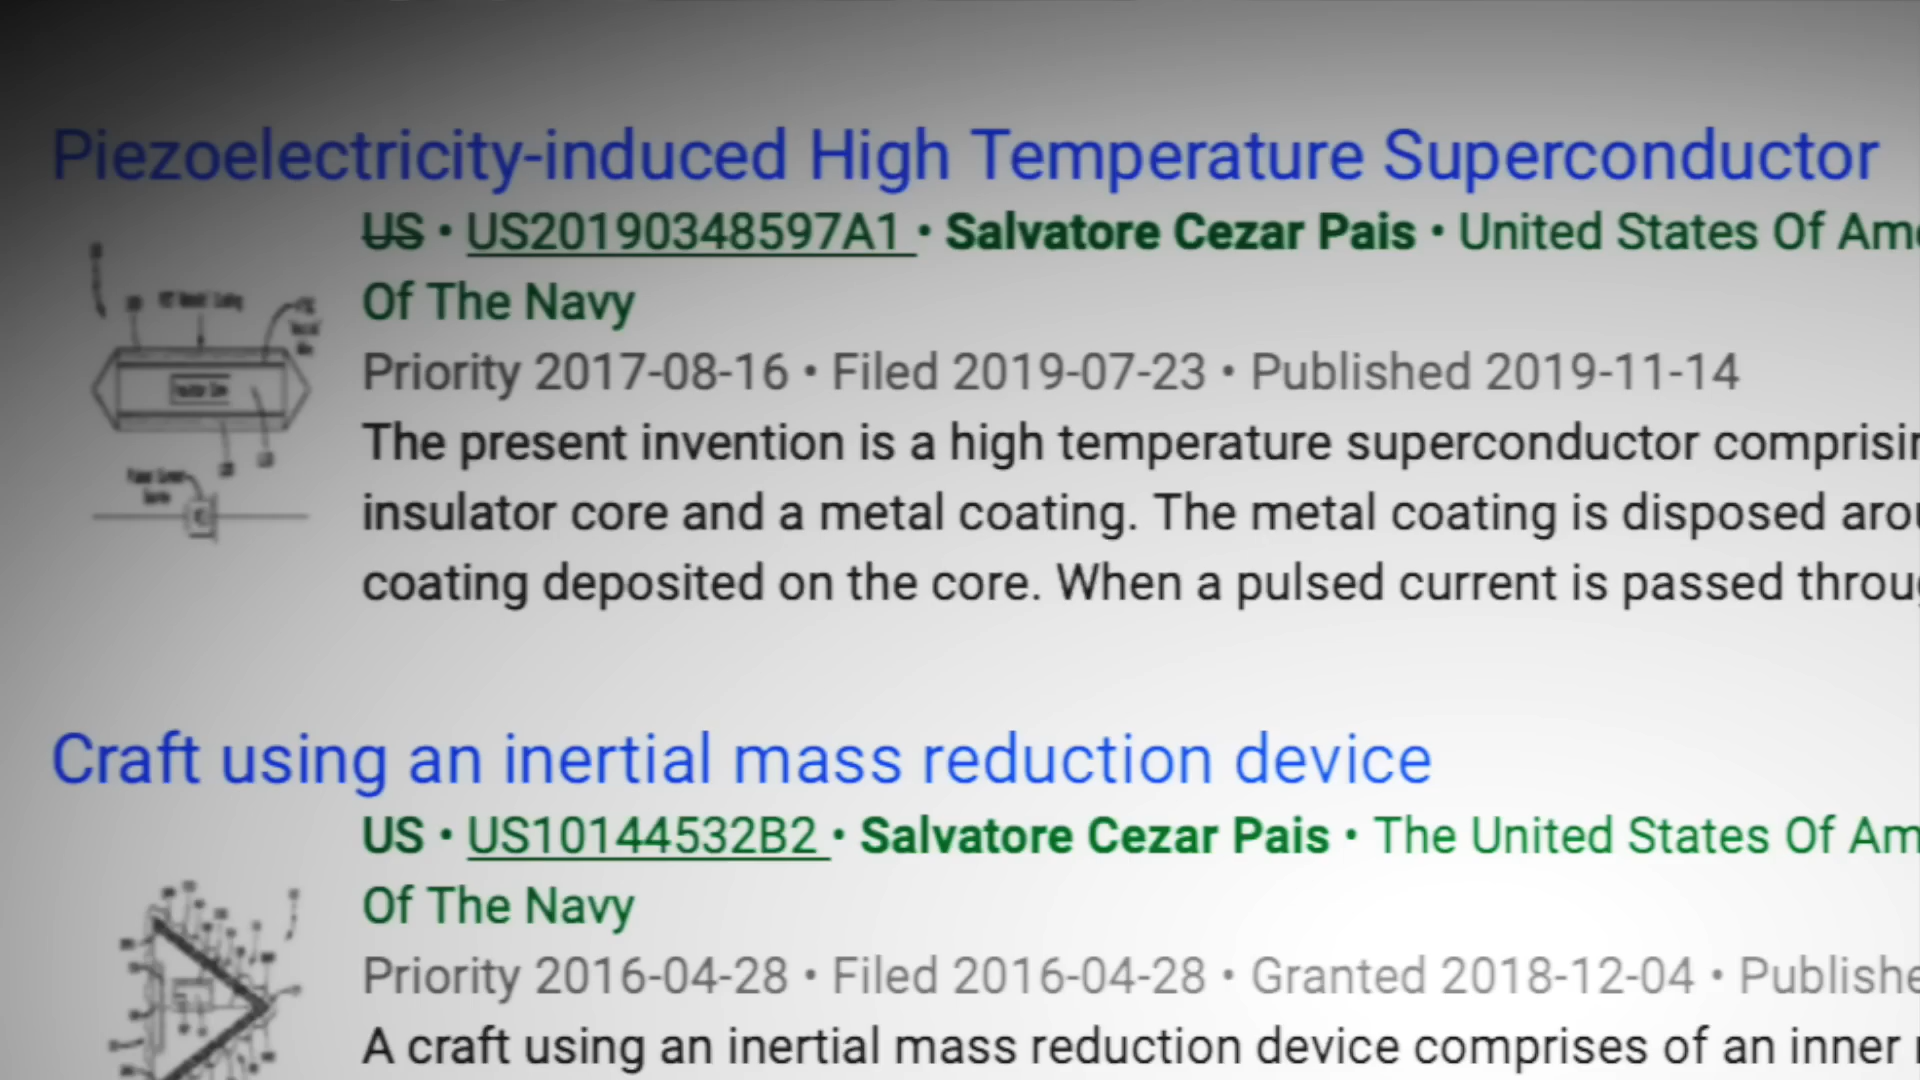 Piezoelectricity-induced High Temperature Superconductor
US • US20190348597A1 • Salvatore Cezar Pais • United States Of Ame
Of The Navy
Priority 2017-08-16 • Filed 2019-07-23 • Published 2019-11-14
The present invention is a high temperature superconductor comprisin
insulator core and a metal coating. The metal coating is disposed arou
coating deposited on the core. When a pulsed current is passed throug
Craft using an inertial mass reduction device
US • US10144532B2 • Salvatore Cezar Pais • The United States Of Am
Of The Navy
Priority 2016-04-28 • Filed 2016-04-28 • Granted 2018-12-04 • Publishe
A craft using an inertial mass reduction device comprises of an inner